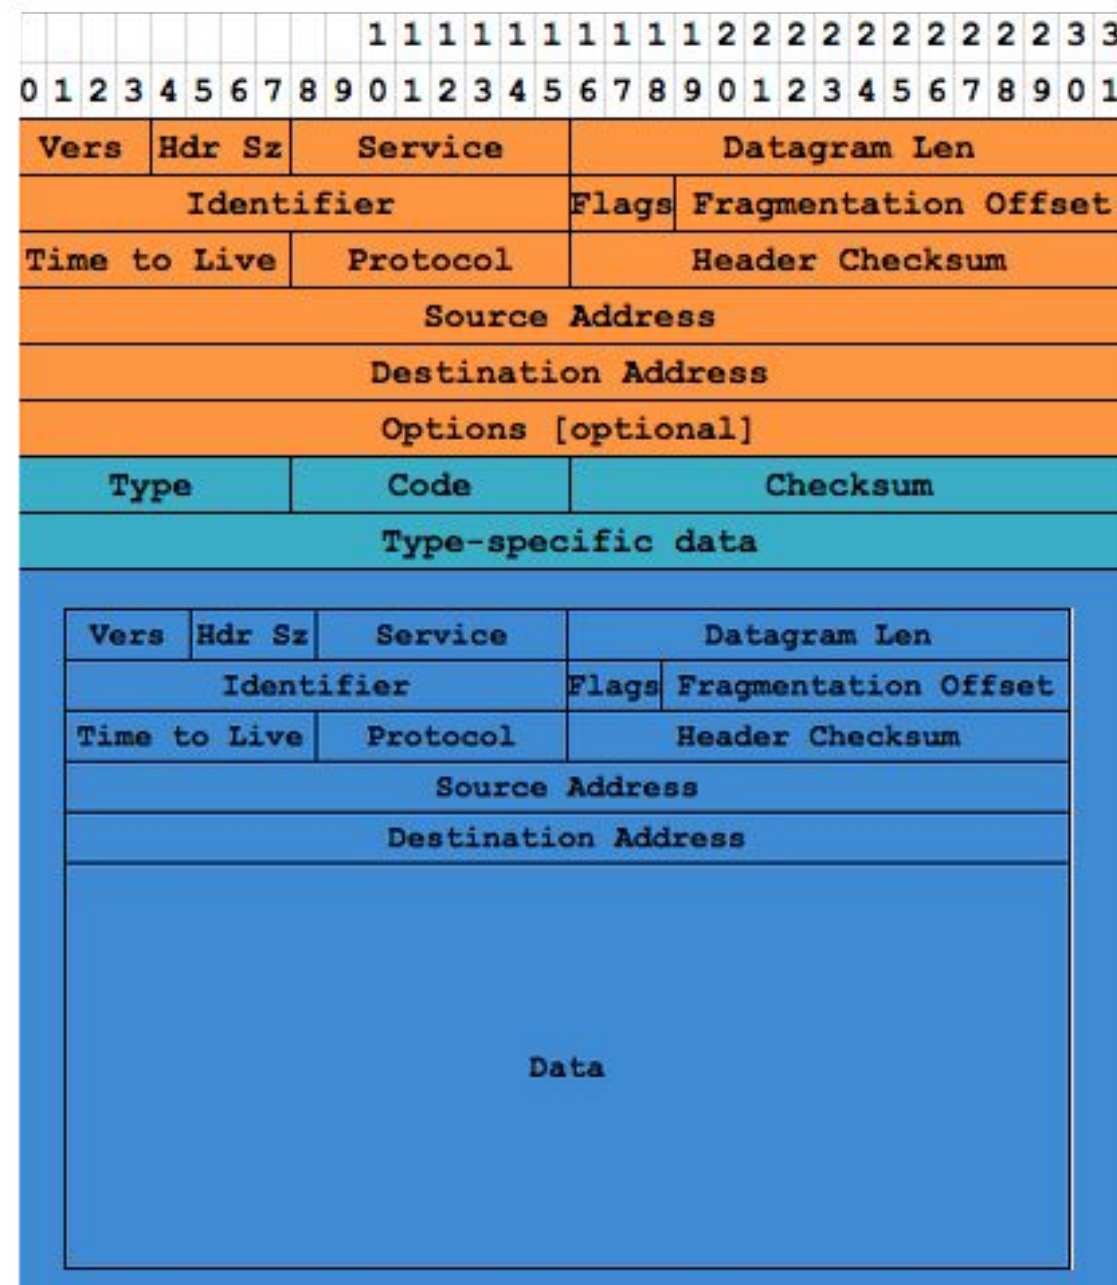 1 1 1 1 1 1 1 1 1 1 2 2 2 2 2 2 2 2 2 2 3 3
0 1 2 3 4 5 6 7 8 9 0 1 2 3 4 5 6 7 8 9 0 1 2 3 4 5 6 7 8 9 0 1
Vers Hdr Sz Service Datagram Len
Identifier Flags Fragmentation Offset
Time to Live Protocol Header Checksum
Source Address
Destination Address
Options [optional]
Type Code Checksum
Type-specific data
Vers Hdr Sz Service Datagram Len
Identifier Flags Fragmentation Offset
Time to Live Protocol Header Checksum
Source Address
Destination Address
Data